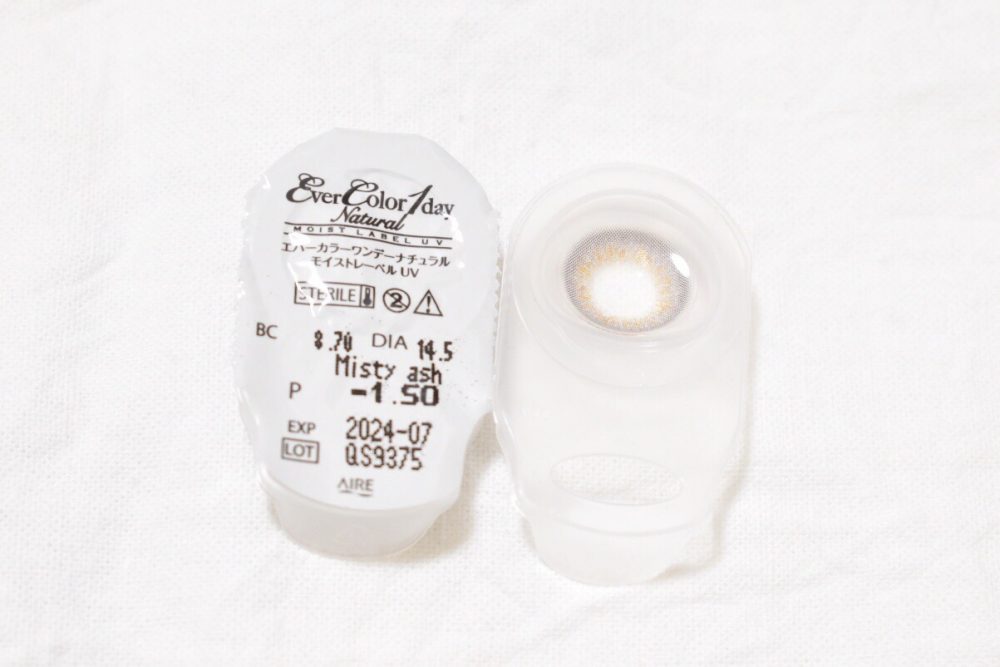 EverColor1day
Natural
MOIST LABEL UV
エバーカラーワンデーナチュラル
モイストレーベル UV
STERILE 2
BC 8.70 DIA 14.5
Misty ash
P -1.50
EXP 2024-07
LOT QS9375
AIRE